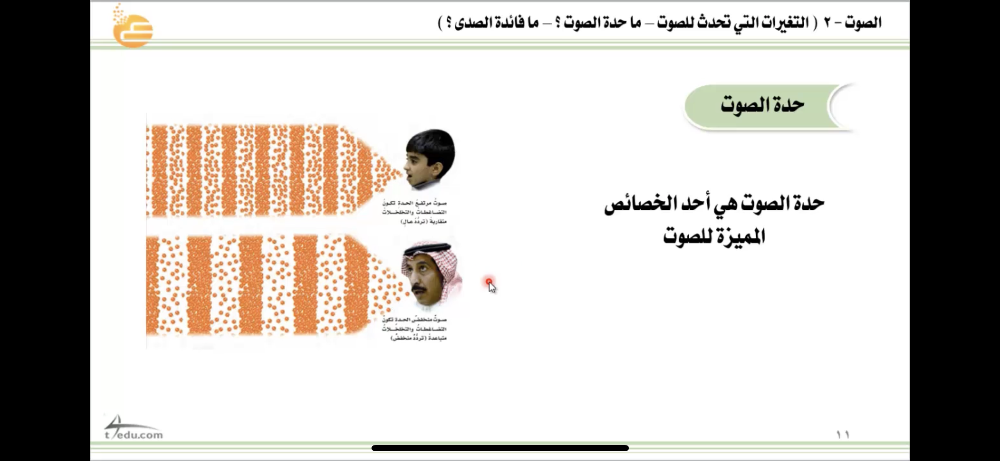 الصوت - ٢ ( التغيرات التي تحدث للصوت – ما حدة الصوت ؟ – ما فائدة الصدى ؟ )
حدة الصوت
حدة الصوت هي أحد الخصائص
المميزة للصوت
صوتٌ مرتفعُ الحدةِ تكونُ
التضاغطاتُ والتخلخلاتُ
متقاربةً (تردُّدٌ عالٍ)
صوتٌ منخفضُ الحدةِ تكونُ
التضاغطاتُ والتخلخلاتُ
متباعدةً (تردُّدٌ منخفضٌ)
t4edu.com
١١